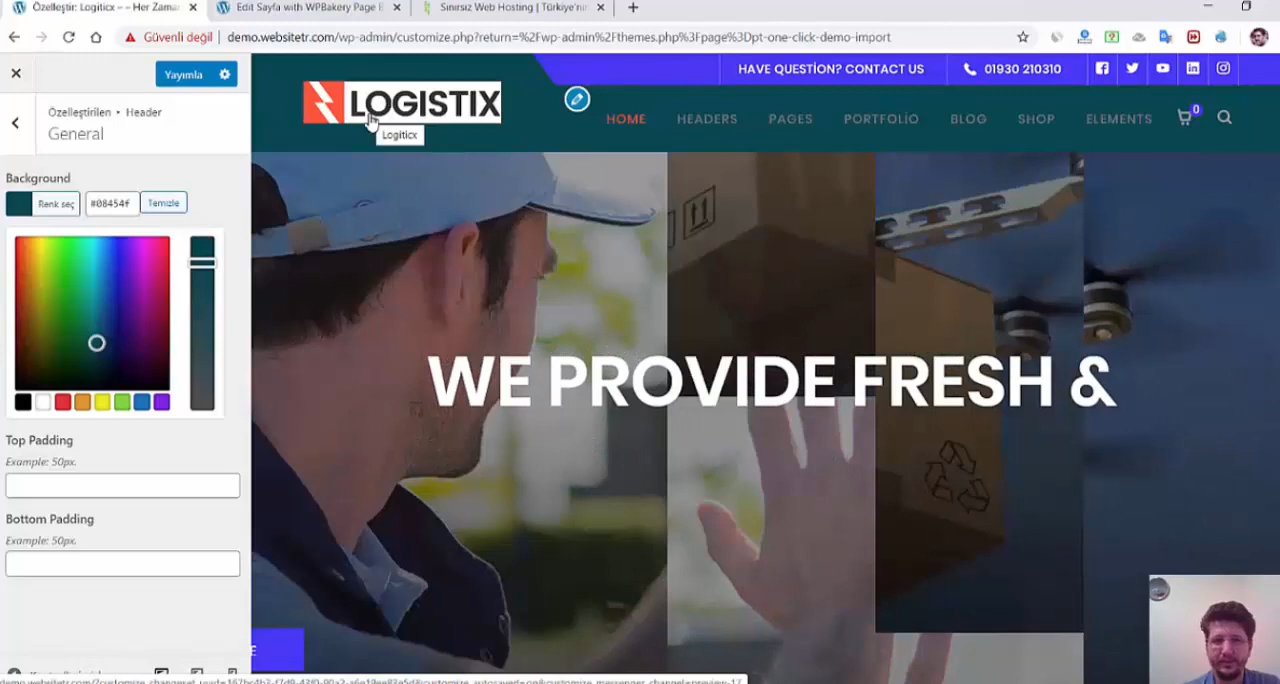 Özelleştir: Logiticx – – Her Zaman
Edit Sayfa with WPBakery Page B
Sınırsız Web Hosting | Türkiye'nin
Güvenli değil
demo.websitetr.com/wp-admin/customize.php?return=%2Fwp-admin%2Fthemes.php%3Fpage%3Dpt-one-click-demo-import
Yayımla
HAVE QUESTİON? CONTACT US
01930 210310
Özelleştirilen • Header
General
LOGISTIX
Logiticx
HOME
HEADERS
PAGES
PORTFOLİO
BLOG
SHOP
ELEMENTS
0
Background
Renk seç
#08454f
Temizle
WE PROVIDE FRESH &
Top Padding
Example: 50px.
Bottom Padding
Example: 50px.
E